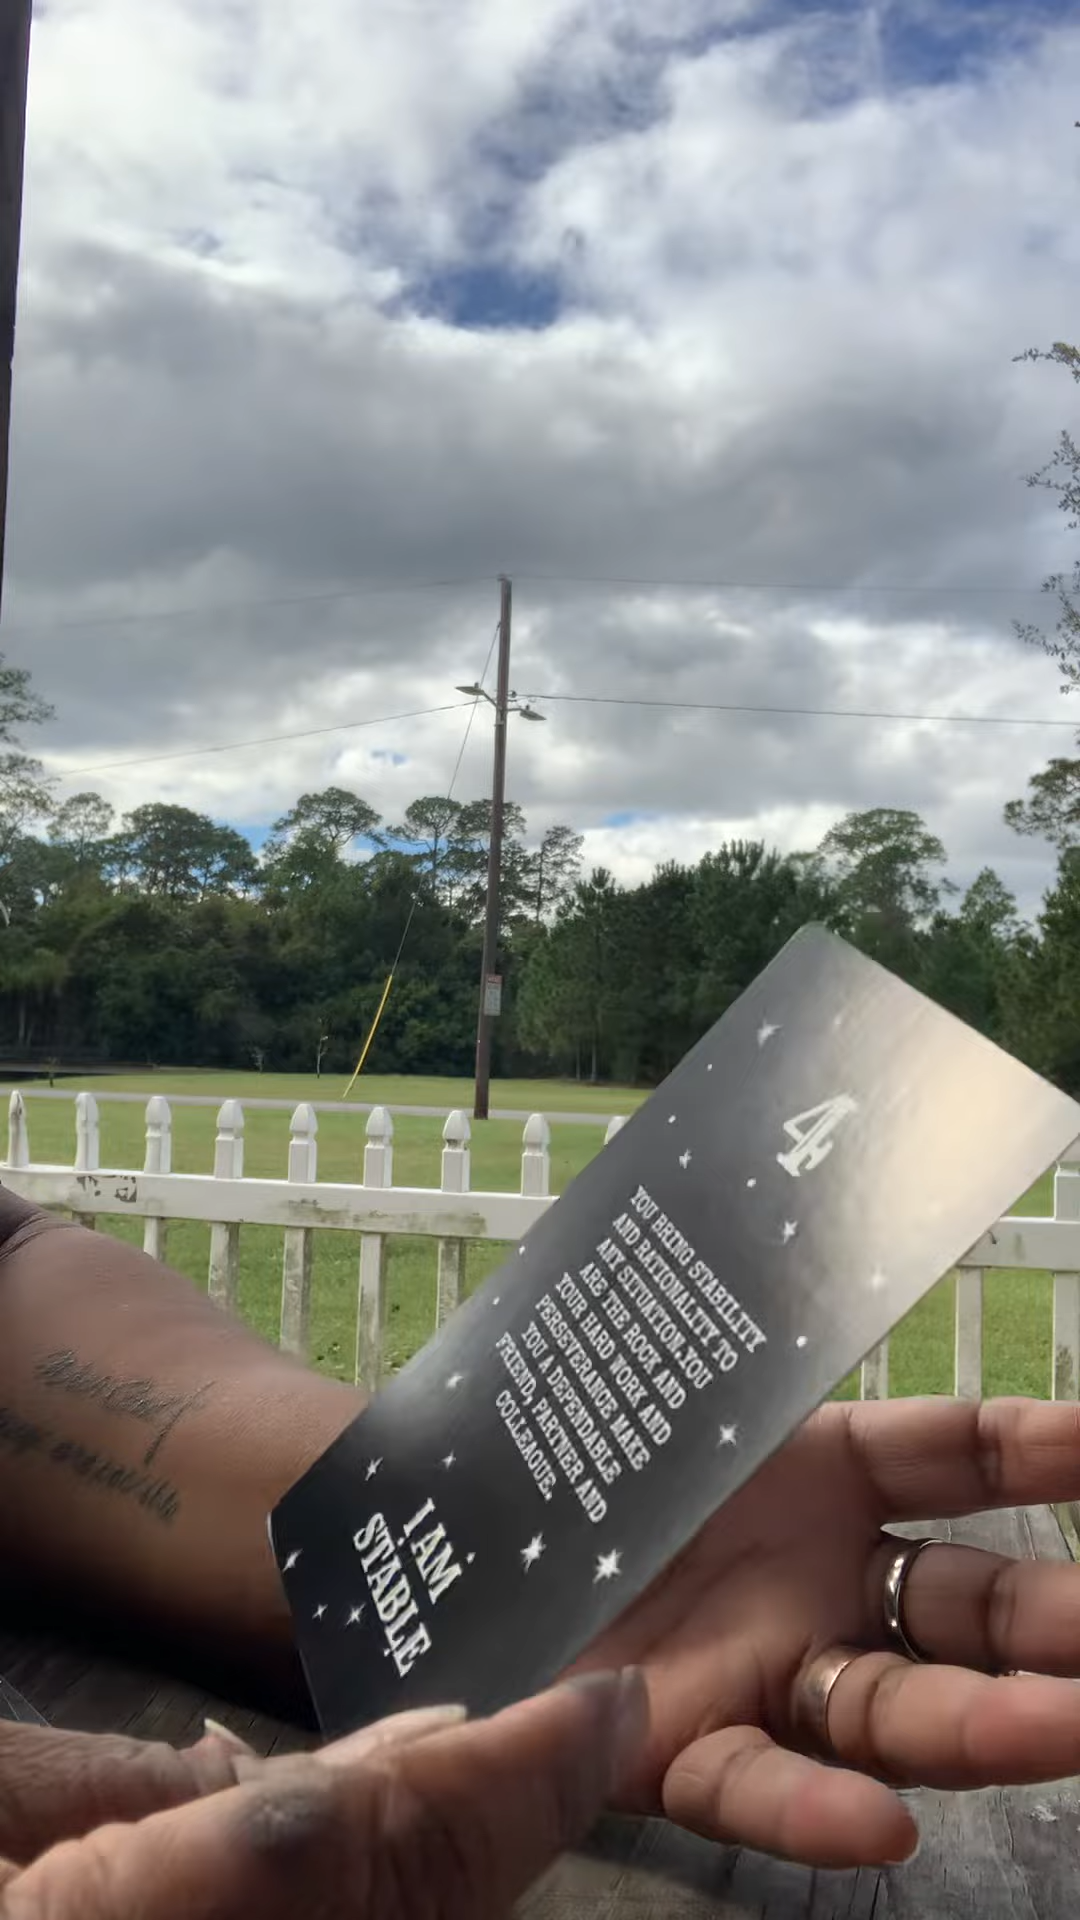 4
YOU BRING STABILITY
AND RATIONALITY TO
ANY SITUATION.YOU
ARE THE ROCK AND
YOUR HARD WORK AND
PERSEVERANCE MAKE
YOU A DEPENDABLE
FRIEND, PARTNER AND
COLLEAGUE.
I AM
STABLE